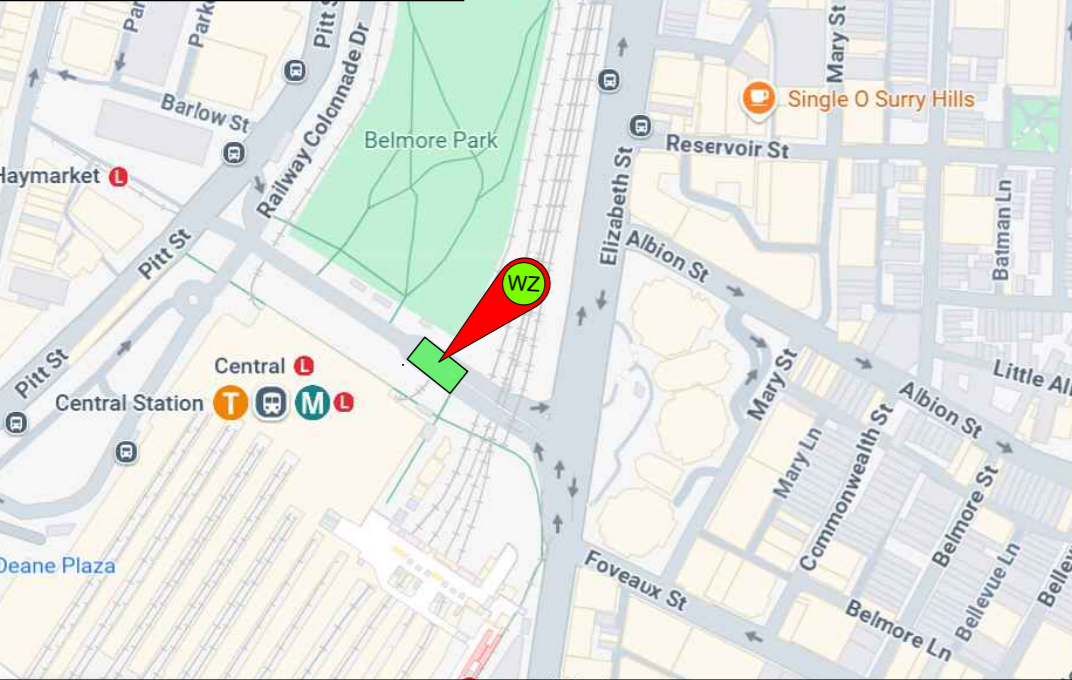 Pitt S
Railway Colonnade Dr
Mary St
Single O Surry Hills
Barlow St
Belmore Park
Reservoir St
Haymarket L
Elizabeth St
Batman Ln
Pitt St
Albion St
WZ
Pitt St
Central L
Central Station T M L
Mary St
Little Al
Albion St
Mary Ln
Commonwealth St
Belmore St
Deane Plaza
Foveaux St
Bellevue Ln
Belmore Ln